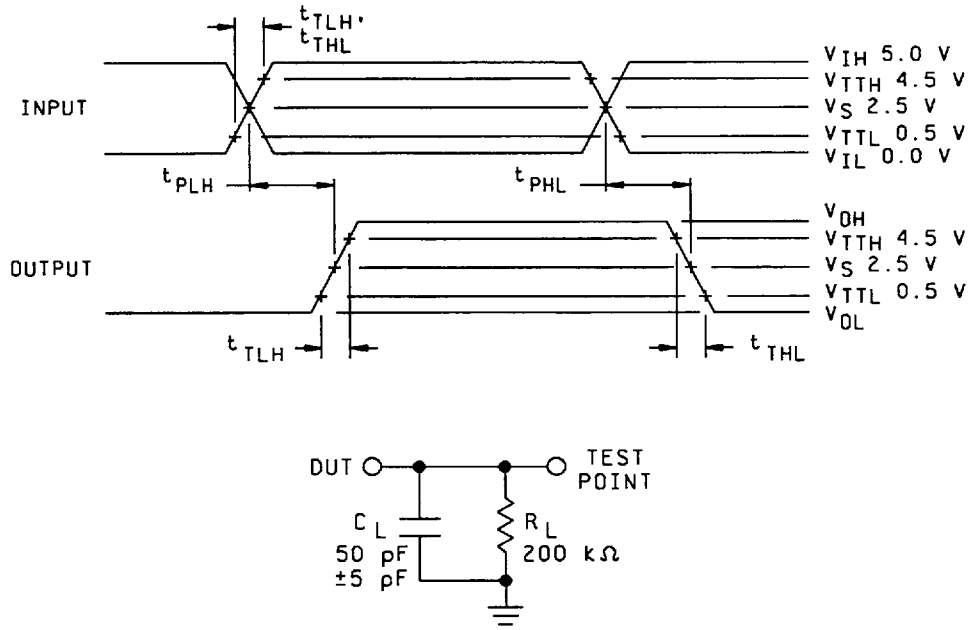 tTLH,
tTHL
INPUT
VIH 5.0 V
VTTH 4.5 V
VS 2.5 V
VTTL 0.5 V
VIL 0.0 V
tPLH
tPHL
OUTPUT
VOH
VTTH 4.5 V
VS 2.5 V
VTTL 0.5 V
VOL
tTLH
tTHL
DUT
TEST
POINT
CL
50 pF
±5 pF
RL
200 kΩ